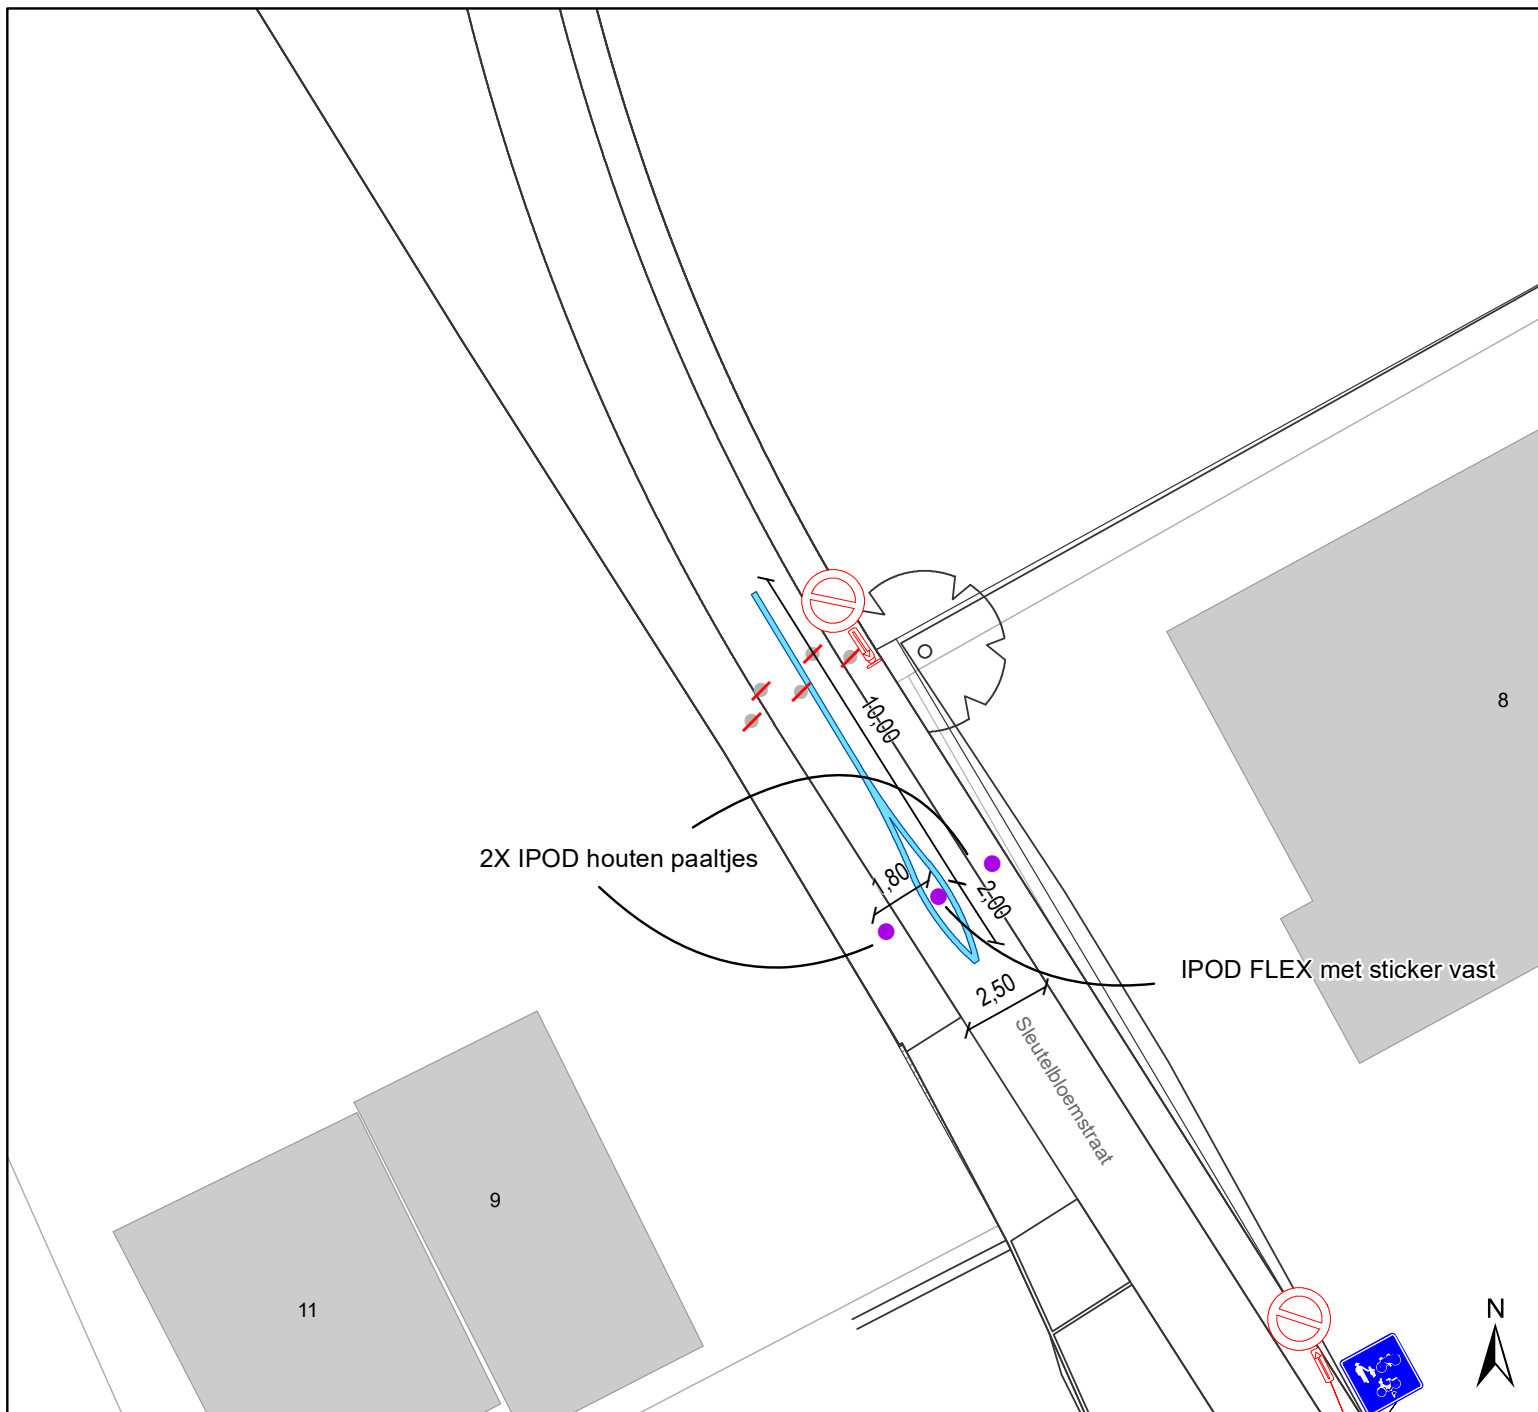 10,00
8
2X IPOD houten paaltjes
1,80
2,00
IPOD FLEX met sticker vast
2,50
Sleutelbloemstraat
9
11
N